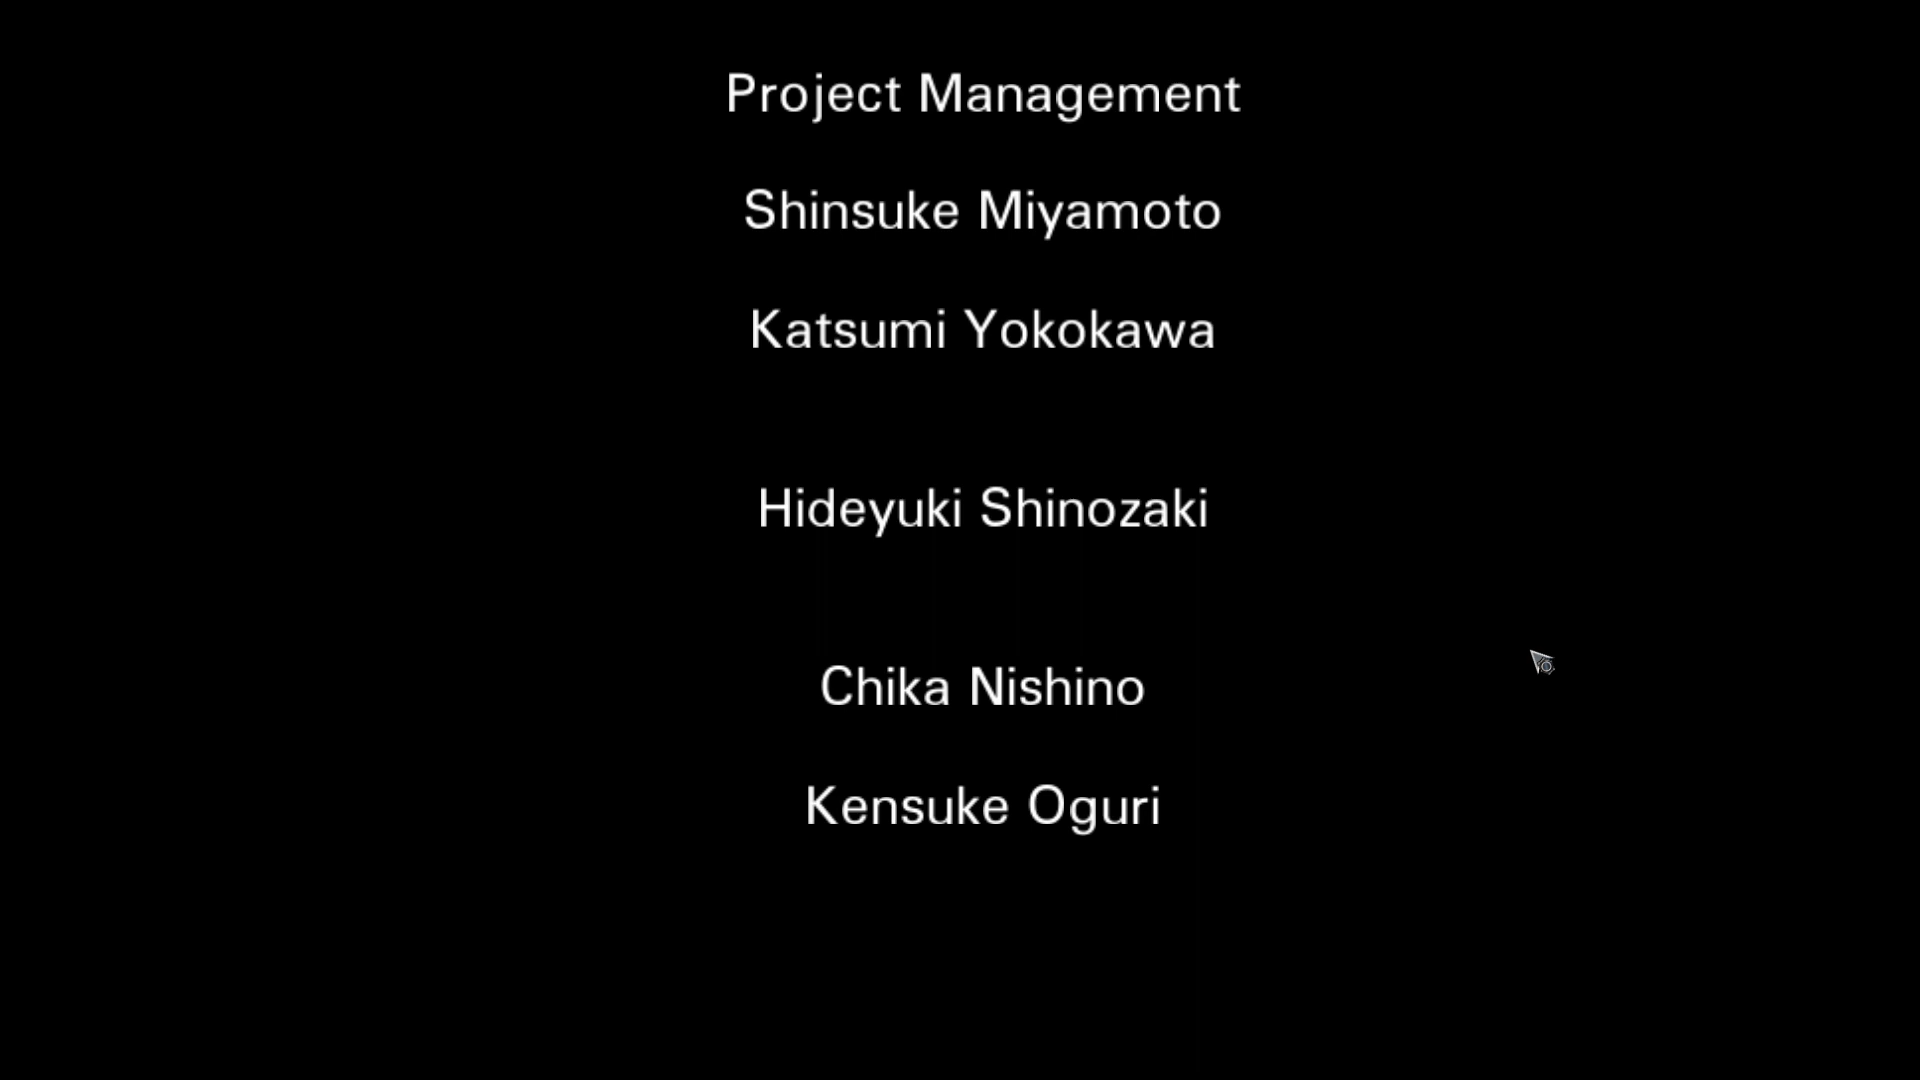 Project Management
Shinsuke Miyamoto
Katsumi Yokokawa
Hideyuki Shinozaki
Chika Nishino
Kensuke Oguri